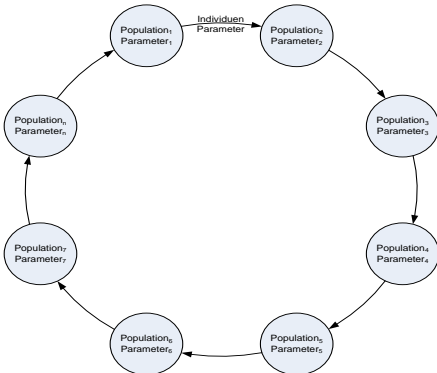 Population₁
Parameter₁
Individuen
Parameter
Population₂
Parameter₂
Population₃
Parameter₃
Population₄
Parameter₄
Population₅
Parameter₅
Population₆
Parameter₆
Population₇
Parameter₇
Populationₙ
Parameterₙ